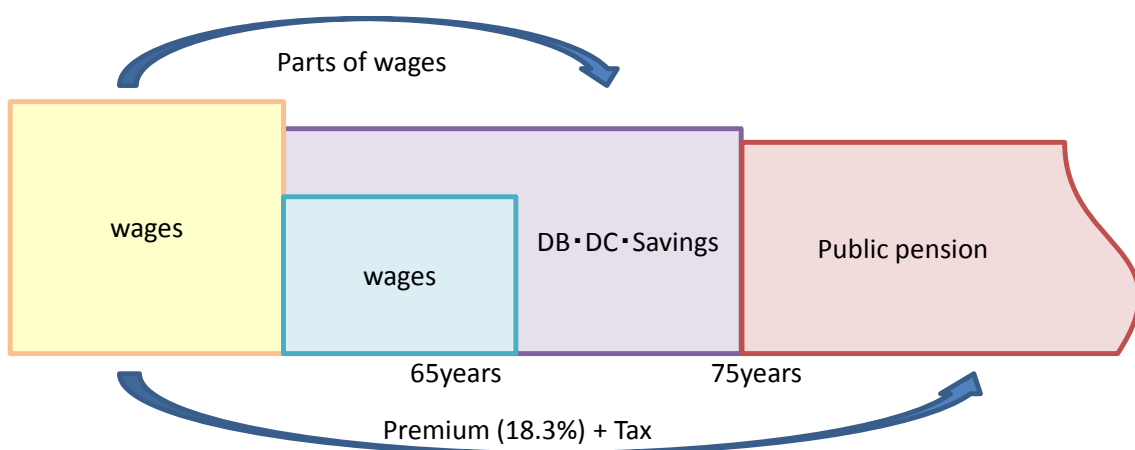 Parts of wages
wages
wages
DB・DC・Savings
Public pension
65years
75years
Premium (18.3%) + Tax